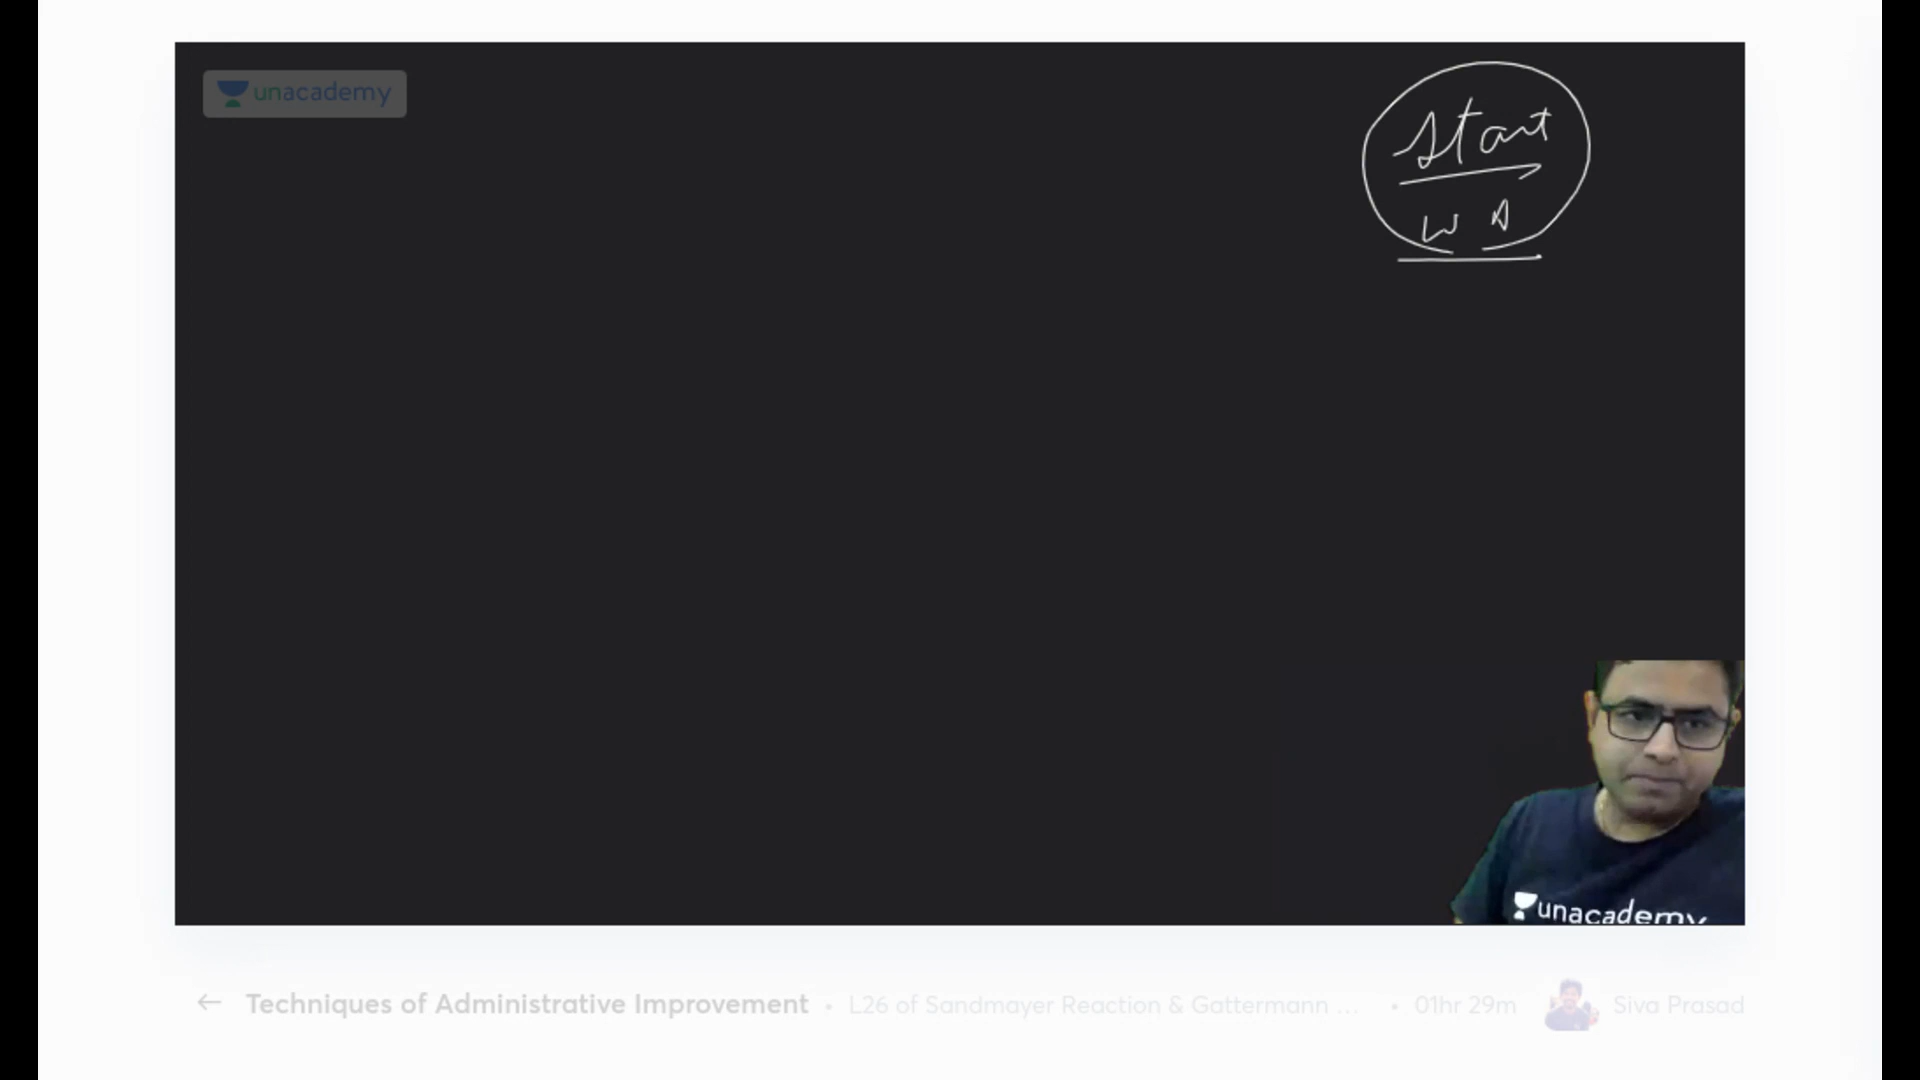 unacademy
Start
W A
unacademy
Techniques of Administrative Improvement • L26 of Sandmayer Reaction & Gattermann ... • 01hr 29m Siva Prasad